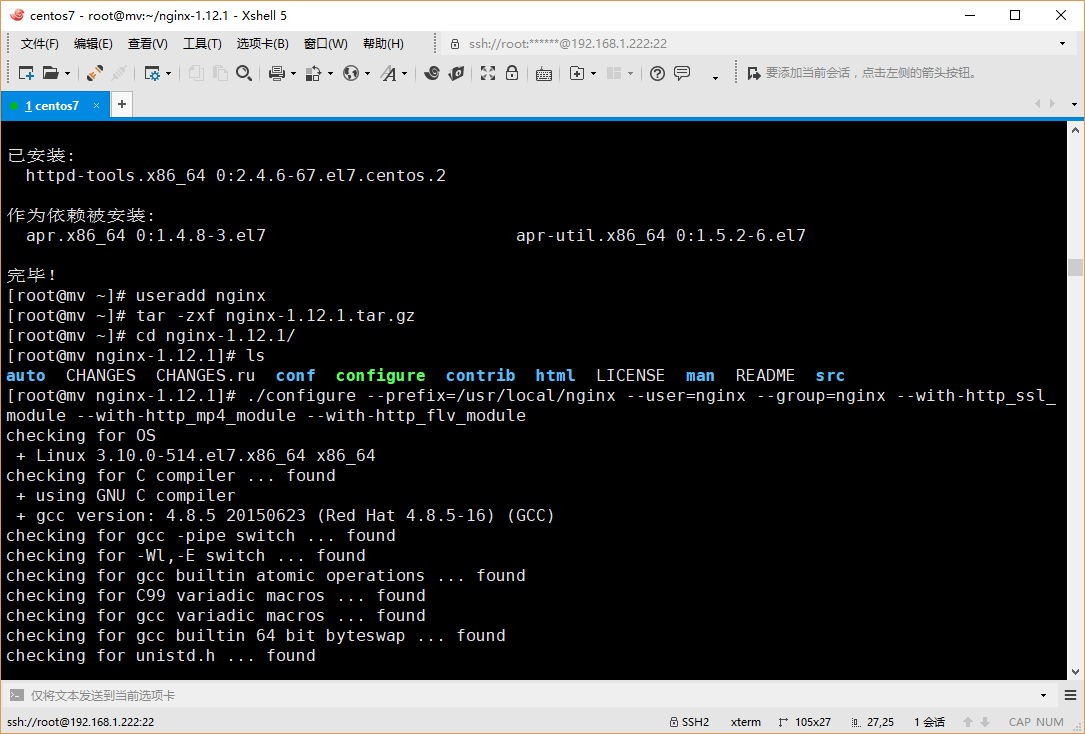 centos7 - root@mv:~/nginx-1.12.1 - Xshell 5
文件(F) 编辑(E) 查看(V) 工具(T) 选项卡(B) 窗口(W) 帮助(H) ssh://root:******@192.168.1.222:22
要添加当前会话，点击左侧的箭头按钮。
1 centos7 × +
已安装:
httpd-tools.x86_64 0:2.4.6-67.el7.centos.2
作为依赖被安装:
apr.x86_64 0:1.4.8-3.el7 apr-util.x86_64 0:1.5.2-6.el7
完毕！
[root@mv ~]# useradd nginx
[root@mv ~]# tar -zxf nginx-1.12.1.tar.gz
[root@mv ~]# cd nginx-1.12.1/
[root@mv nginx-1.12.1]# ls
auto CHANGES CHANGES.ru conf configure contrib html LICENSE man README src
[root@mv nginx-1.12.1]# ./configure --prefix=/usr/local/nginx --user=nginx --group=nginx --with-http_ssl_
module --with-http_mp4_module --with-http_flv_module
checking for OS
+ Linux 3.10.0-514.el7.x86_64 x86_64
checking for C compiler ... found
+ using GNU C compiler
+ gcc version: 4.8.5 20150623 (Red Hat 4.8.5-16) (GCC)
checking for gcc -pipe switch ... found
checking for -Wl,-E switch ... found
checking for gcc builtin atomic operations ... found
checking for C99 variadic macros ... found
checking for gcc variadic macros ... found
checking for gcc builtin 64 bit byteswap ... found
checking for unistd.h ... found
仅将文本发送到当前选项卡
ssh://root@192.168.1.222:22 SSH2 xterm 105x27 27,25 1 会话 CAP NUM